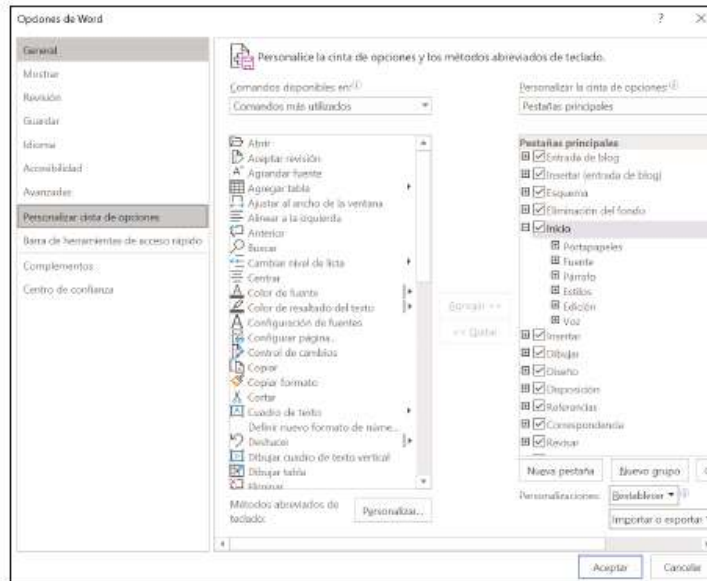 Opciones de Word
General
Mostrar
Revisión
Guardar
Idioma
Accesibilidad
Avanzadas
Personalizar cinta de opciones
Barra de herramientas de acceso rápido
Complementos
Centro de confianza
Personalice la cinta de opciones y los métodos abreviados de teclado.
Comandos disponibles en:
Comandos más utilizados
Abrir
Aceptar revisión
Agrandar fuente
Agregar tabla
Ajustar al ancho de la ventana
Alinear a la izquierda
Anterior
Buscar
Cambiar nivel de lista
Centrar
Color de fuente
Color de resaltado del texto
Configuración de fuentes
Configurar página...
Control de cambios
Copiar
Copiar formato
Cortar
Cuadro de texto
Definir nuevo formato de núme...
Deshacer
Dibujar cuadro de texto vertical
Dibujar tabla
Eliminar
Métodos abreviados de
teclado:
Personalizar...
Agregar >>
<< Quitar
Personalizar la cinta de opciones:
Pestañas principales
Pestañas principales
Entrada de blog
Insertar (entrada de blog)
Esquema
Eliminación del fondo
Inicio
Portapapeles
Fuente
Párrafo
Estilos
Edición
Voz
Insertar
Dibujar
Diseño
Disposición
Referencias
Correspondencia
Revisar
Nueva pestaña
Nuevo grupo
Personalizaciones:
Restablecer
Importar o exportar
Aceptar
Cancelar